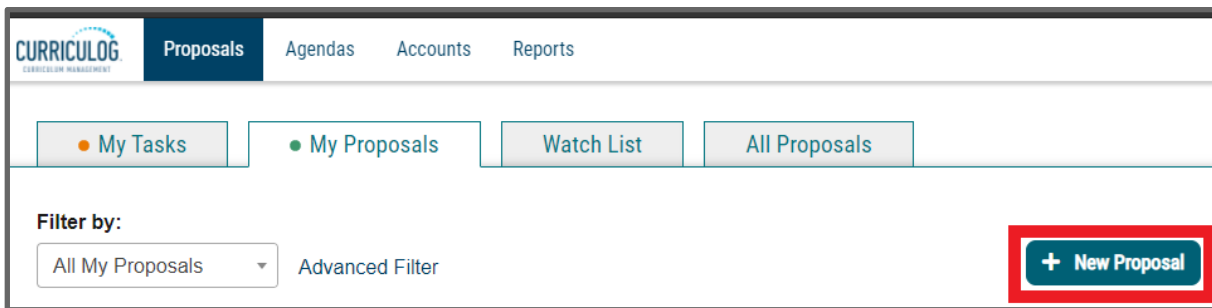 CURRICULOG
CURRICULUM MANAGEMENT
Proposals Agendas Accounts Reports
My Tasks My Proposals Watch List All Proposals
Filter by:
All My Proposals Advanced Filter + New Proposal